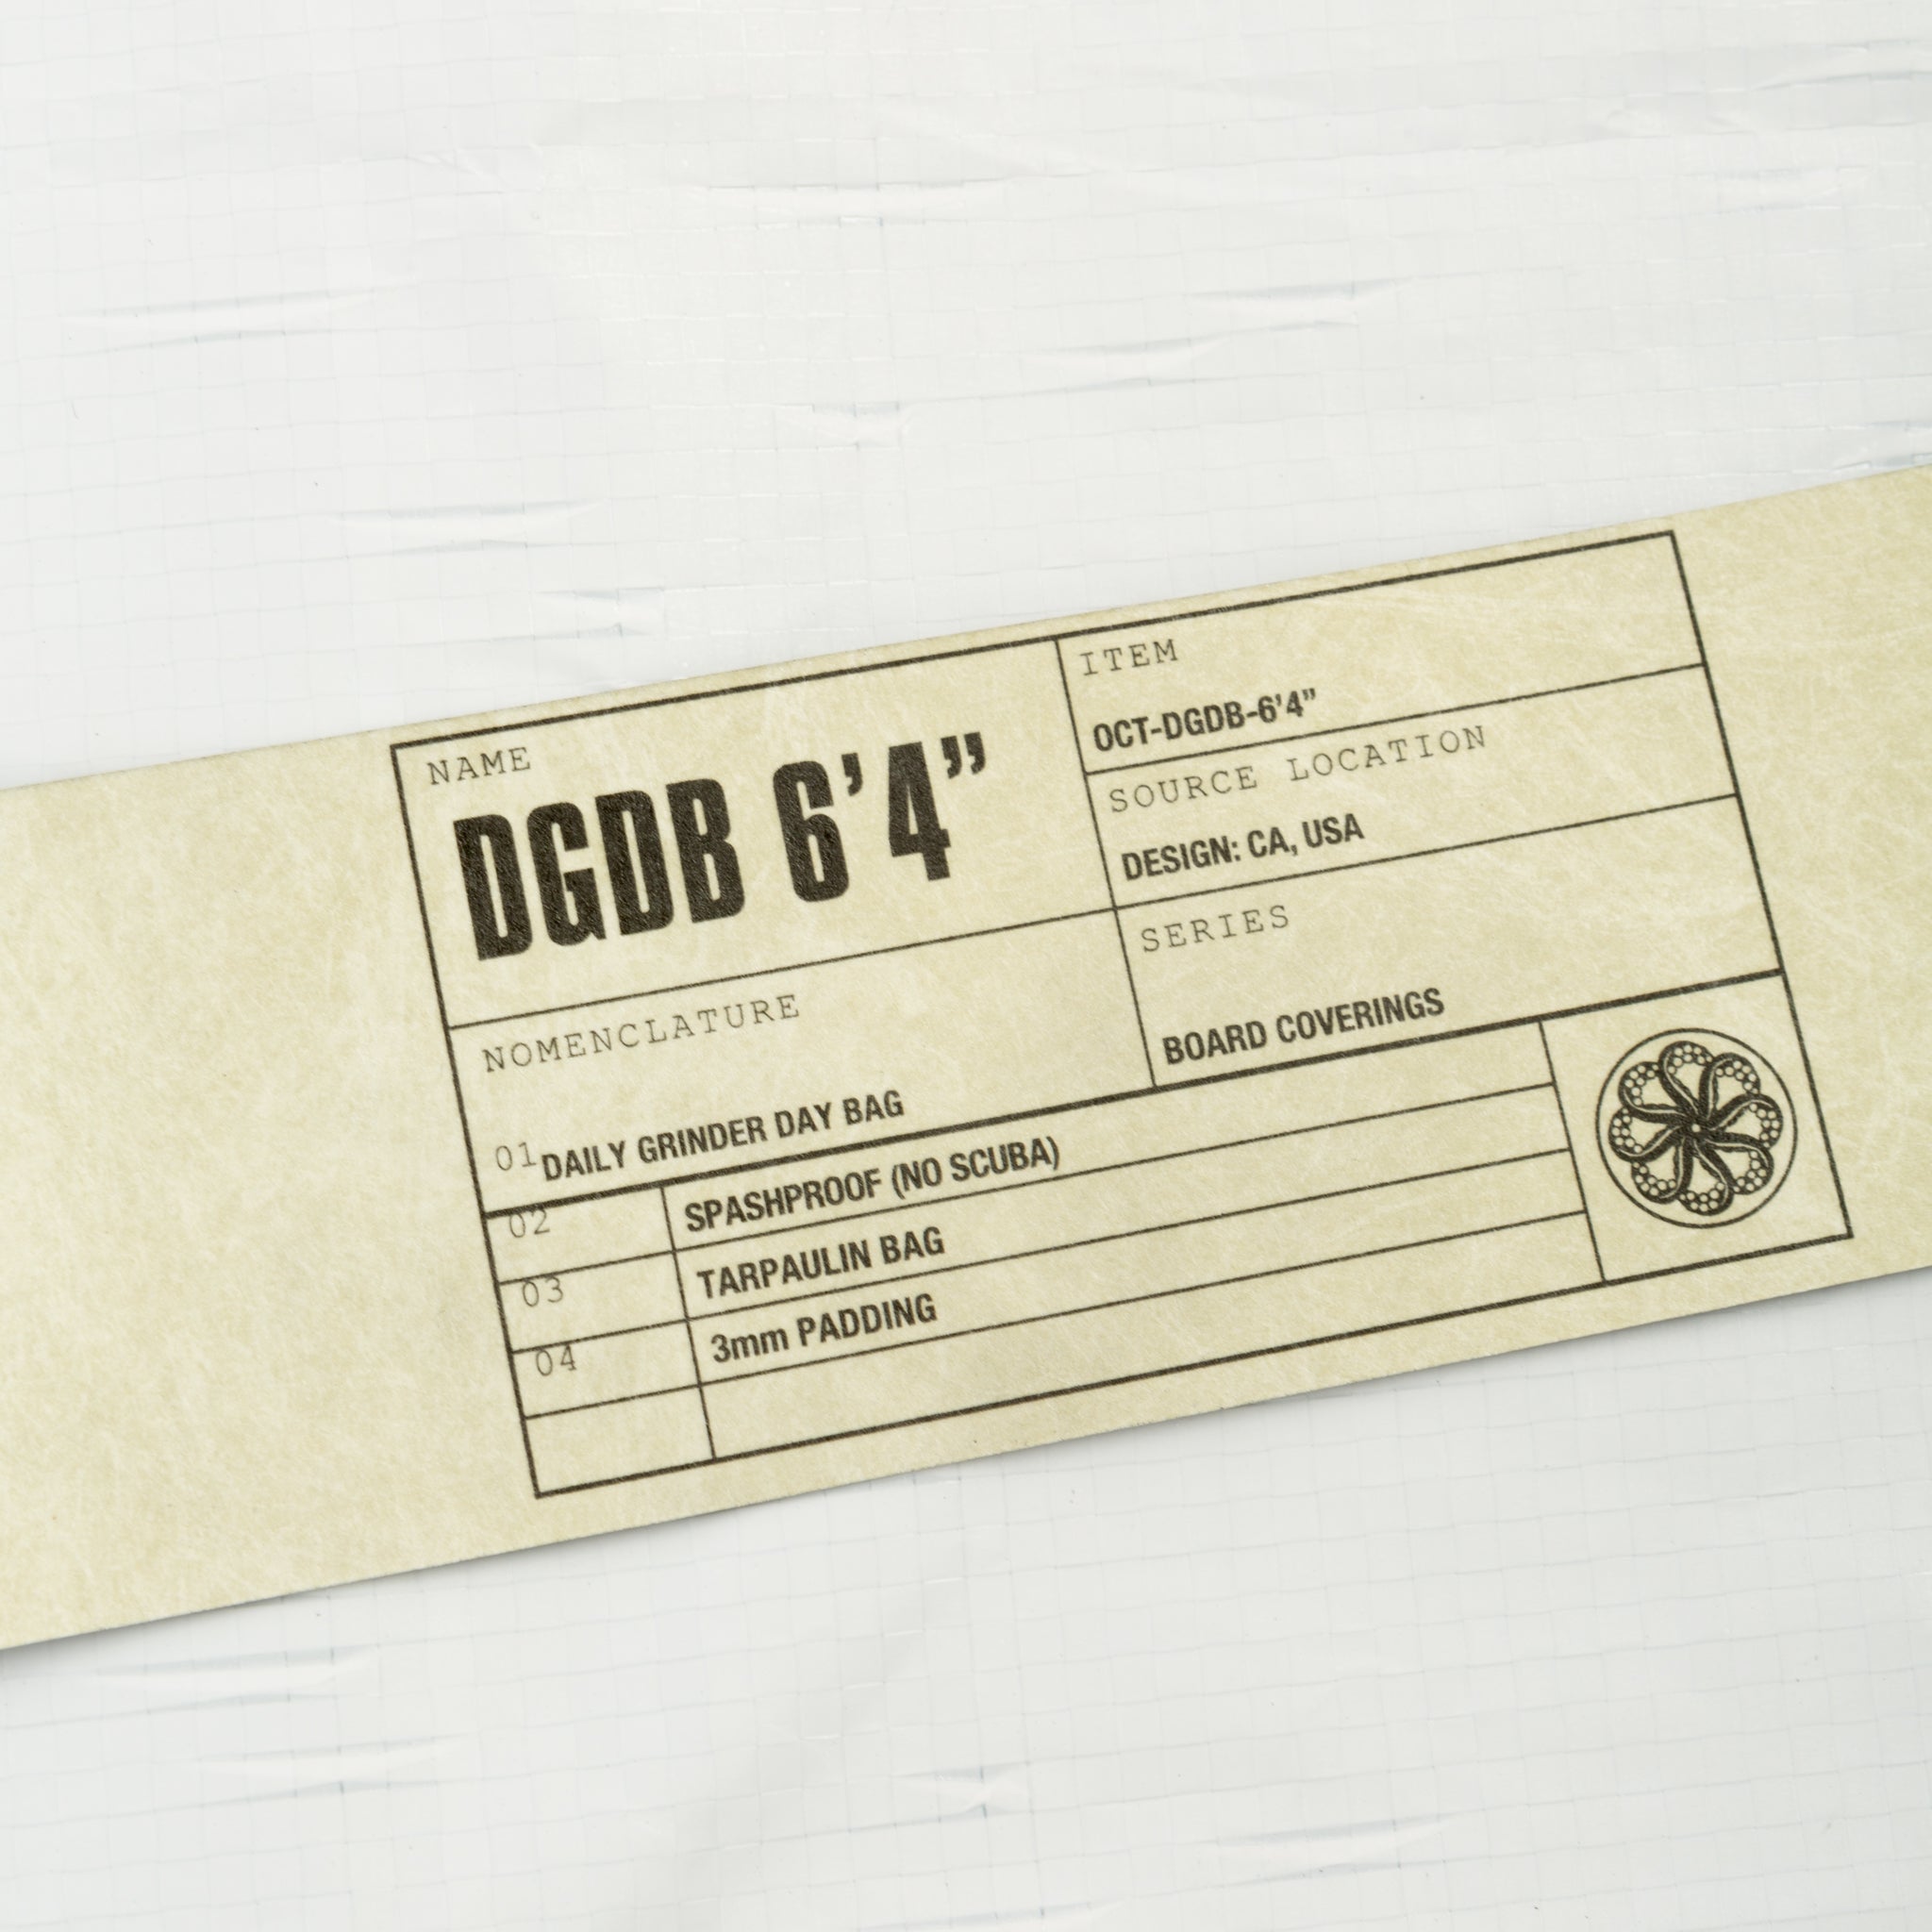 NAME
DGDB 6’4”
ITEM
OCT-DGDB-6’4”
SOURCE LOCATION
DESIGN: CA, USA
NOMENCLATURE
01 DAILY GRINDER DAY BAG
SERIES
BOARD COVERINGS
02 SPASHPROOF (NO SCUBA)
03 TARPAULIN BAG
04 3mm PADDING